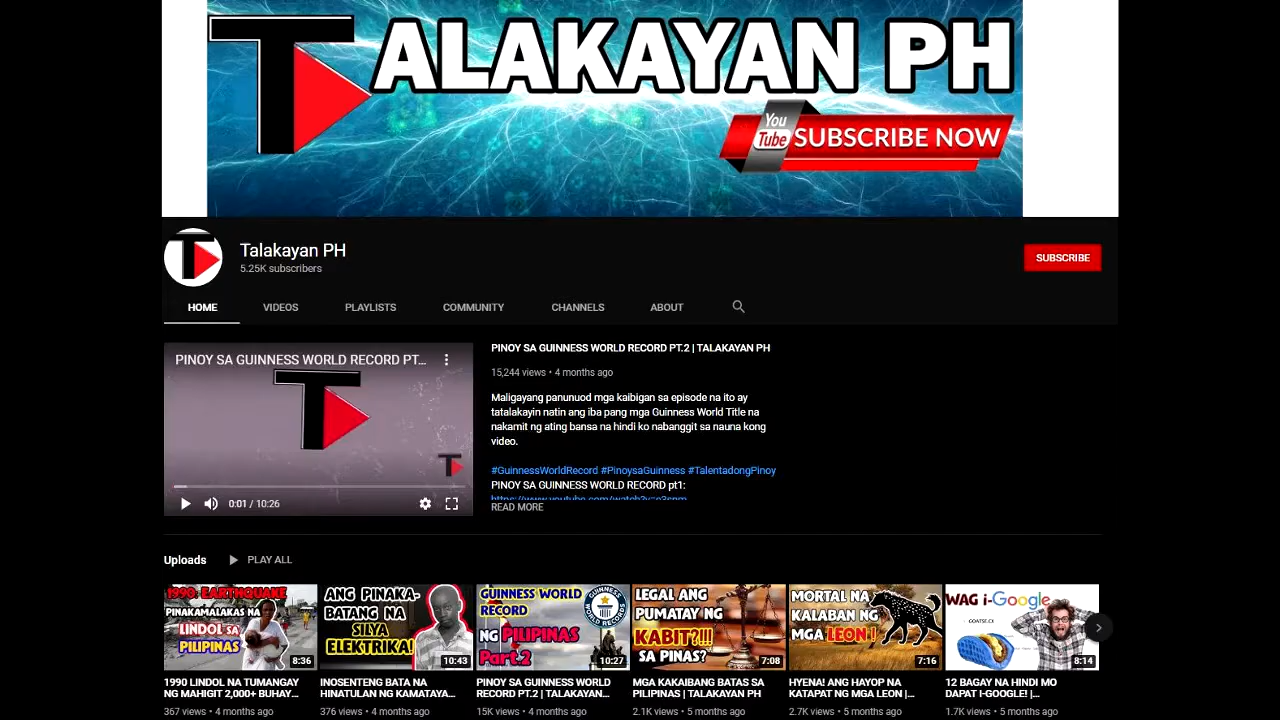 TALAKAYAN PH
You
Tube
SUBSCRIBE NOW
Talakayan PH
5.25K subscribers
SUBSCRIBE
HOME VIDEOS PLAYLISTS COMMUNITY CHANNELS ABOUT
PINOY SA GUINNESS WORLD RECORD PT...
0:01 / 10:26
PINOY SA GUINNESS WORLD RECORD PT.2 | TALAKAYAN PH
15,244 views • 4 months ago
Maligayang panunuod mga kaibigan sa episode na ito ay
tatalakayin natin ang iba pang mga Guinness World Title na
nakamit ng ating bansa na hindi ko nabanggit sa nauna kong
video.
#GuinnessWorldRecord #PinoysaGuinness #TalentadongPinoy
PINOY SA GUINNESS WORLD RECORD pt1:
READ MORE
Uploads PLAY ALL
1990 EARTHQUAKE
PINAKAMALAKAS NA
LINDOL SA
PILIPINAS
8:36
1990 LINDOL NA TUMANGAY
NG MAHIGIT 2,000+ BUHAY...
367 views • 4 months ago
ANG PINAKA-
BATANG NA
SILYA
ELEKTRIKA!
10:43
INOSENTENG BATA NA
HINATULAN NG KAMATAYA...
376 views • 4 months ago
GUINNESS WORLD
RECORD
NG PILIPINAS
Part 2
GUINNESS
WORLD RECORDS
10:27
PINOY SA GUINNESS WORLD
RECORD PT.2 | TALAKAYAN...
15K views • 4 months ago
LEGAL ANG
PUMATAY NG
KABIT?!!!
SA PINAS?
7:08
MGA KAKAIBANG BATAS SA
PILIPINAS | TALAKAYAN PH
2.1K views • 5 months ago
MORTAL NA
KALABAN NG
MGA LEON!
7:16
HYENA! ANG HAYOP NA
KATAPAT NG MGA LEON |...
2.7K views • 5 months ago
WAG i-Google
GOATSE.CX
8:14
12 BAGAY NA HINDI MO
DAPAT I-GOOGLE! |...
1.7K views • 5 months ago